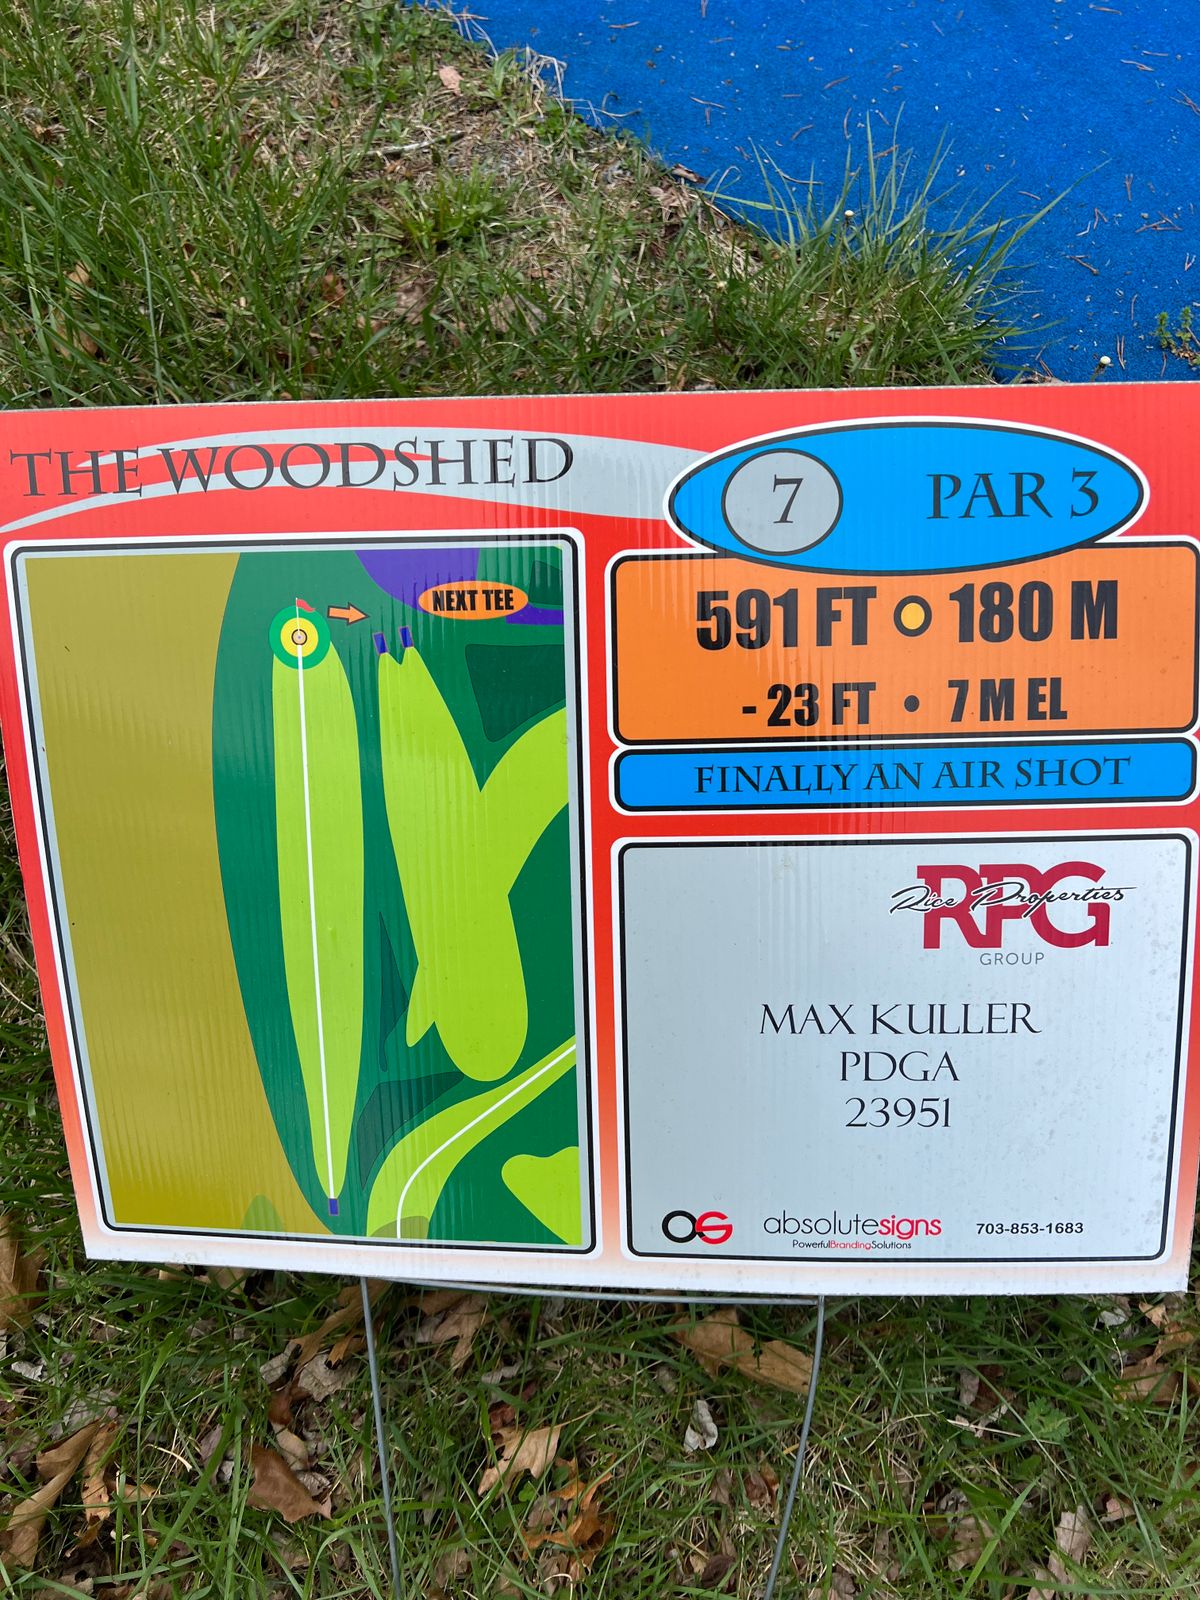 THE WOODSHED
7 PAR 3
NEXT TEE
591 FT 180 M
- 23 FT • 7 M EL
FINALLY AN AIR SHOT
RPG
Rice Properties
GROUP
MAX KULLER
PDGA
23951
OS absolutesigns 703-853-1683
PowerfulBrandingSolutions